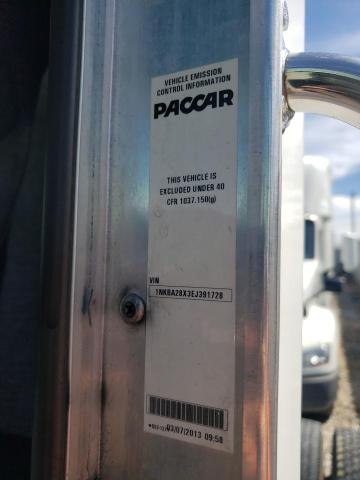 VEHICLE EMISSION
CONTROL INFORMATION
PACCAR
THIS VEHICLE IS
EXCLUDED UNDER 40
CFR 1037.150(g)
VIN
1NKBA28X3EJ391728
03/07/2013 09:58